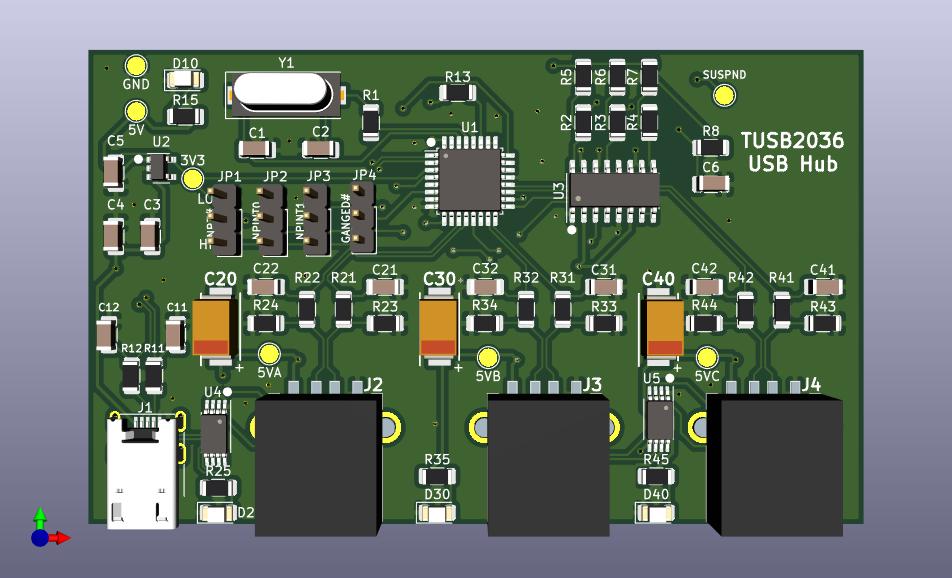 D10
Y1
SUSPND
GND
R13
R5
R6
R7
R15
R1
5V
U1
R2
R3
R4
C5
U2
C1
C2
R8
TUSB2036
USB Hub
3V3
JP1
JP2
JP3
JP4
U3
C6
LO
GANGED#
NPINT0
NPINT1
C4
C3
C20
C22
R22
R21
C21
C30
C32
R32
R31
C31
C40
C42
R42
R41
C41
C12
C11
R24
R23
R34
R33
R44
R43
R12
R11
5VA
5VB
5VC
+
+
+
J1
U4
J2
J3
U5
J4
R25
R35
R45
D2
D30
D40